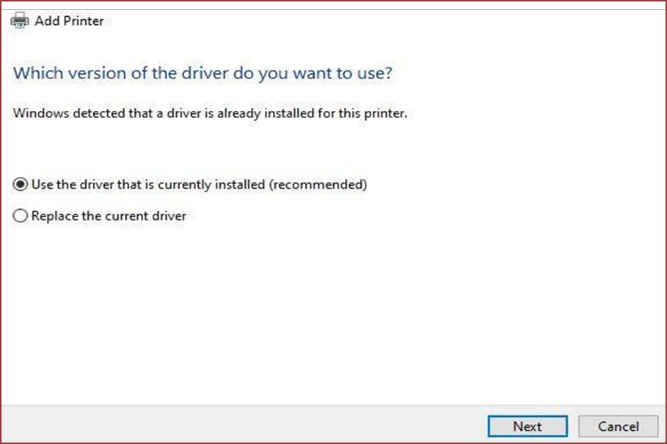 Add Printer
Which version of the driver do you want to use?
Windows detected that a driver is already installed for this printer.
Use the driver that is currently installed (recommended)
Replace the current driver
Next
Cancel